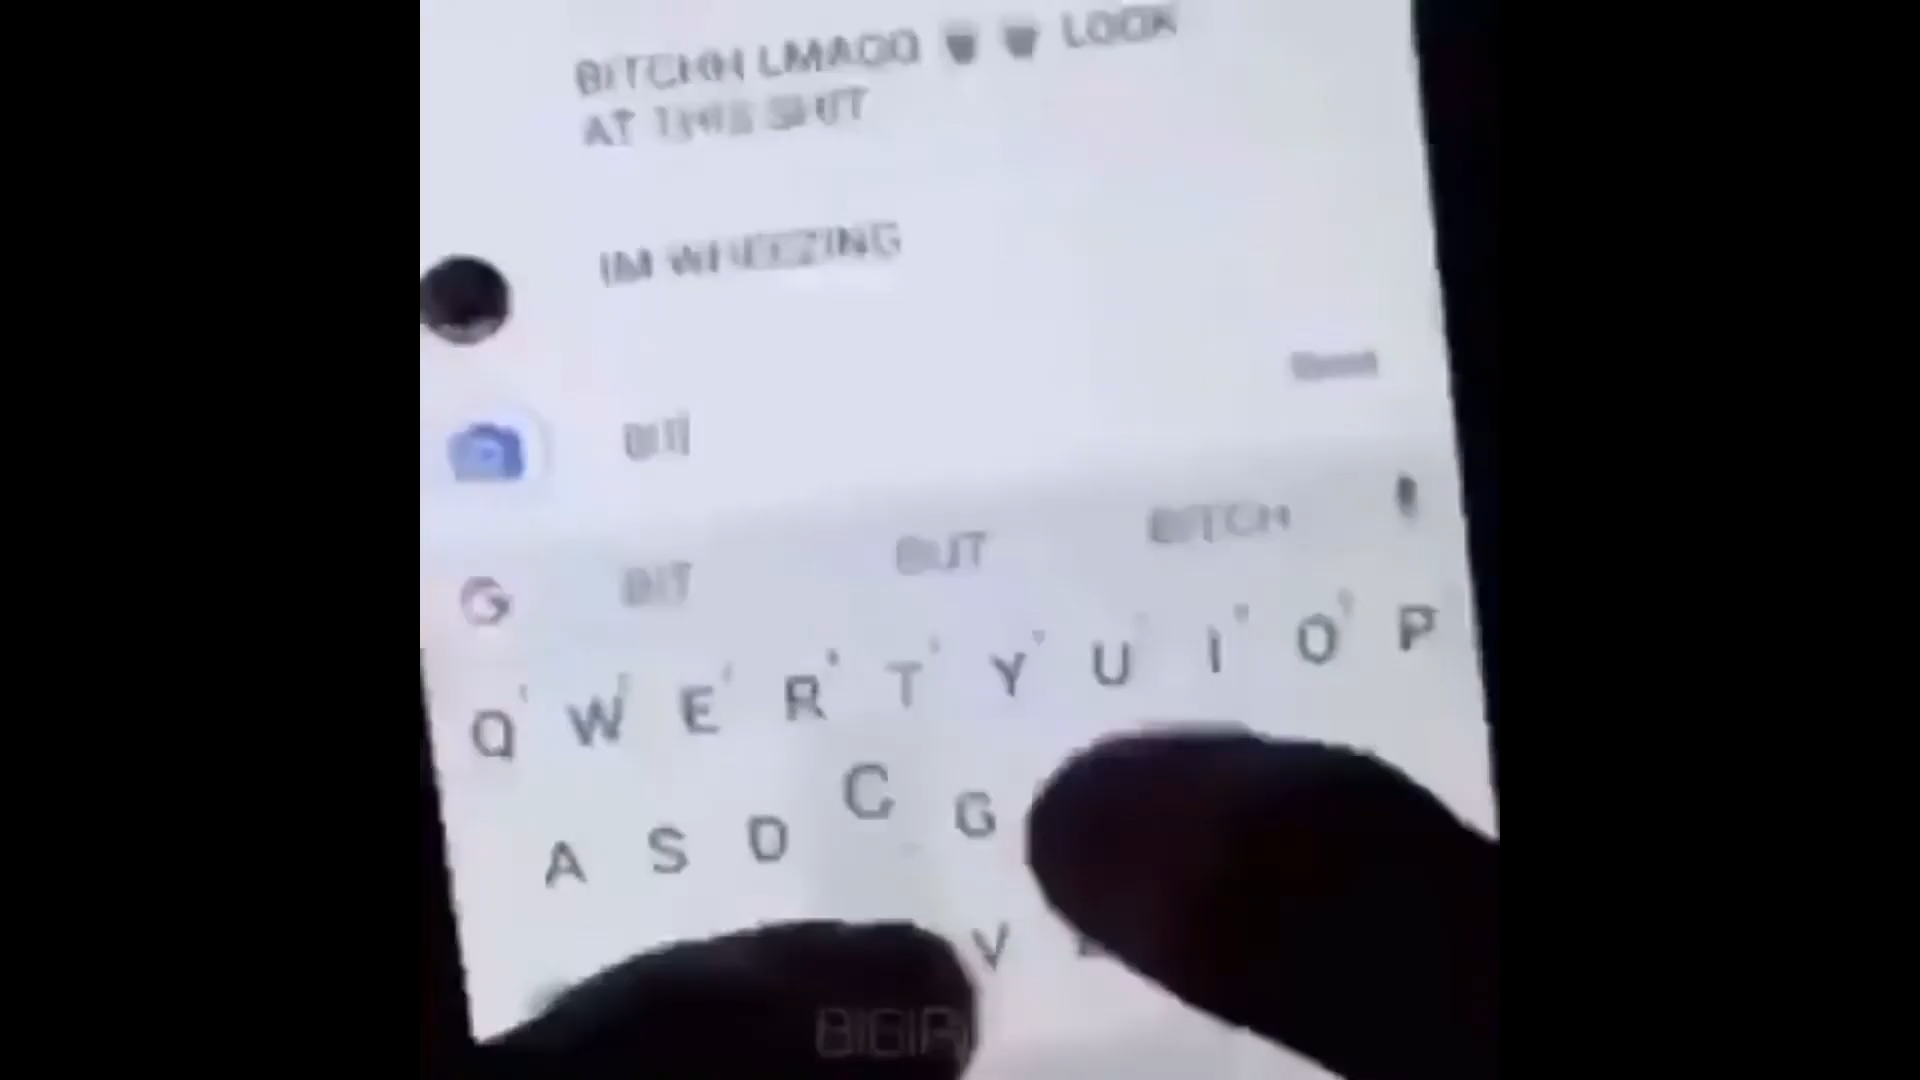 BITCHH LMAOO LOOK
AT THIS SHIT
IM WHEEZING
BIT
BIT BUT BITCH
G
Q W E R T Y U I O P
A S D C G
V